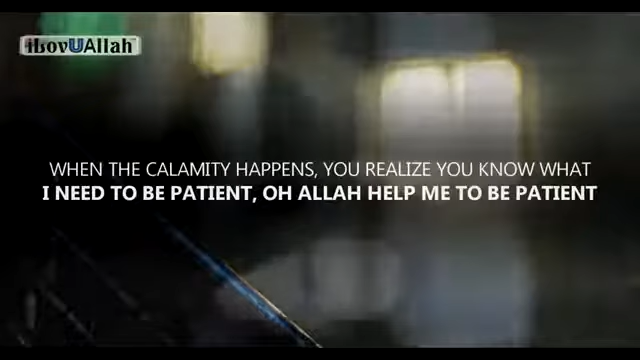 iLovUAllah
WHEN THE CALAMITY HAPPENS, YOU REALIZE YOU KNOW WHAT
I NEED TO BE PATIENT, OH ALLAH HELP ME TO BE PATIENT